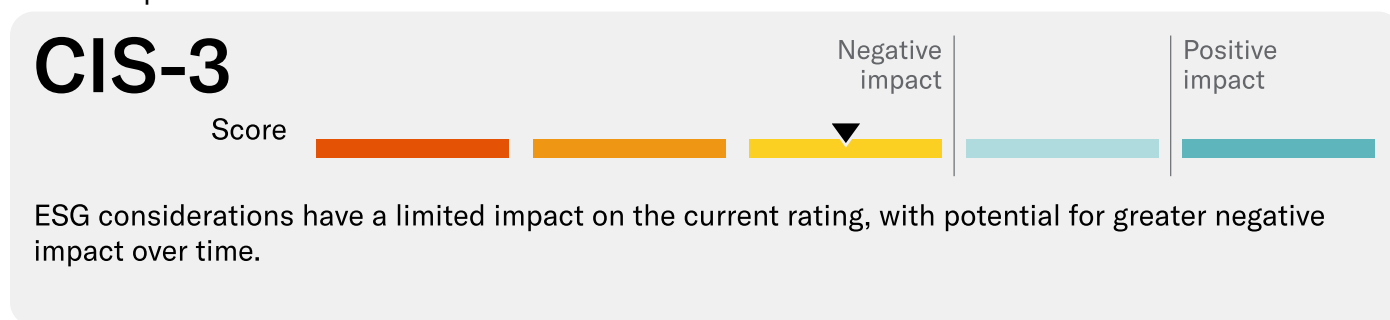 CIS-3
Negative
impact
Positive
impact
Score
ESG considerations have a limited impact on the current rating, with potential for greater negative
impact over time.